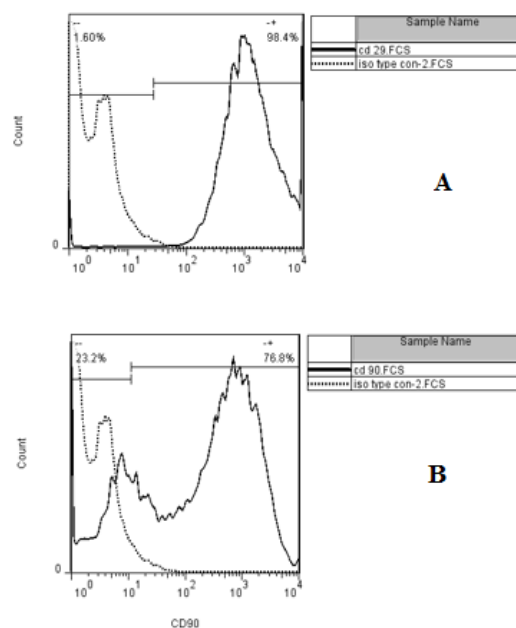 --
-+
1.60%
98.4%
Count
0
10⁰
10¹
10²
10³
10⁴
Sample Name
cd 29.FCS
iso type con-2.FCS
A
--
-+
23.2%
76.8%
Count
0
10⁰
10¹
10²
10³
10⁴
CD90
Sample Name
cd 90.FCS
iso type con-2.FCS
B